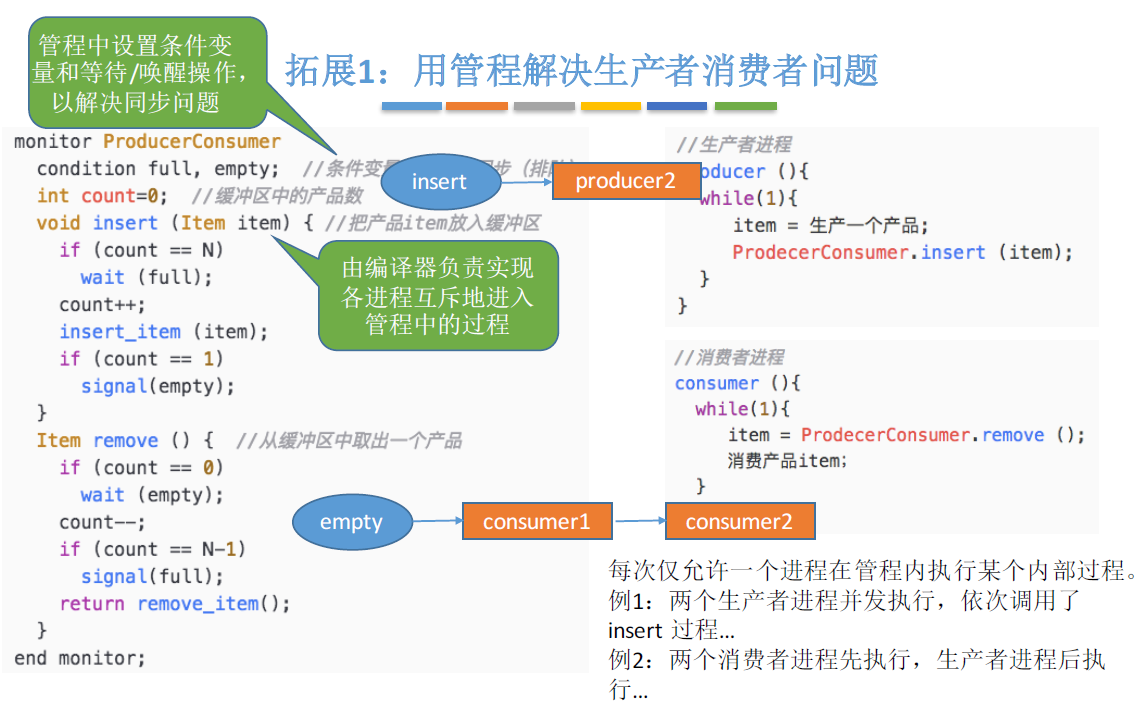 管程中设置条件变
量和等待/唤醒操作，
以解决同步问题
拓展1：用管程解决生产者消费者问题
monitor ProducerConsumer
condition full, empty; //条件变量 步（排队）
int count=0; //缓冲区中的产品数
void insert (Item item) { //把产品item放入缓冲区
if (count == N)
wait (full);
count++;
insert_item (item);
if (count == 1)
signal(empty);
}
Item remove () { //从缓冲区中取出一个产品
if (count == 0)
wait (empty);
count--;
if (count == N-1)
signal(full);
return remove_item();
}
end monitor;
insert
producer2
由编译器负责实现
各进程互斥地进入
管程中的过程
//生产者进程
oducer (){
while(1){
item = 生产一个产品;
ProdecerConsumer.insert (item);
}
}
//消费者进程
consumer (){
while(1){
item = ProdecerConsumer.remove ();
消费产品item;
}
empty
consumer1
consumer2
每次仅允许一个进程在管程内执行某个内部过程。
例1：两个生产者进程并发执行，依次调用了
insert 过程…
例2：两个消费者进程先执行，生产者进程后执
行…